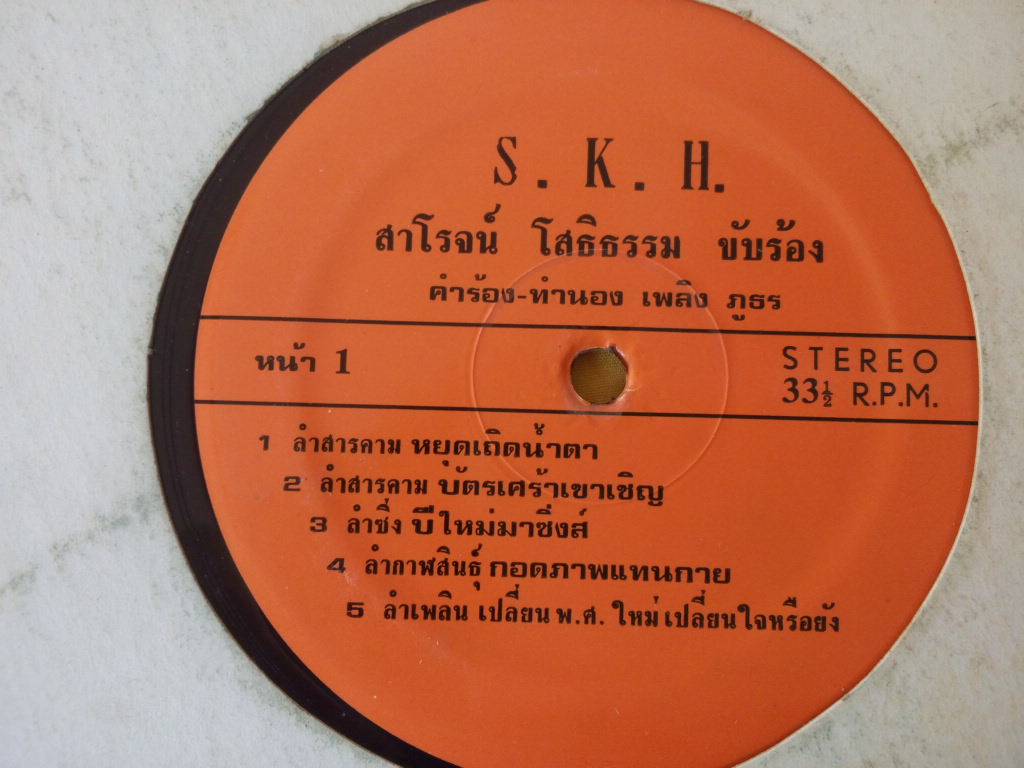 S. K. H.
สาโรจน์ โสธิธรรม ขับร้อง
คำร้อง-ทำนอง เพลิง ภูธร
หน้า 1
STEREO
33½ R.P.M.
1 ลำสารคาม หยุดเถิดน้ำตา
2 ลำสารคาม บัตรเศร้าเขาเชิญ
3 ลำซิ่ง ปีใหม่มาซิ่งส์
4 ลำกาฬสินธุ์ กอดภาพแทนกาย
5 ลำเพลิน เปลี่ยน พ.ศ. ใหม่ เปลี่ยนใจหรือยัง